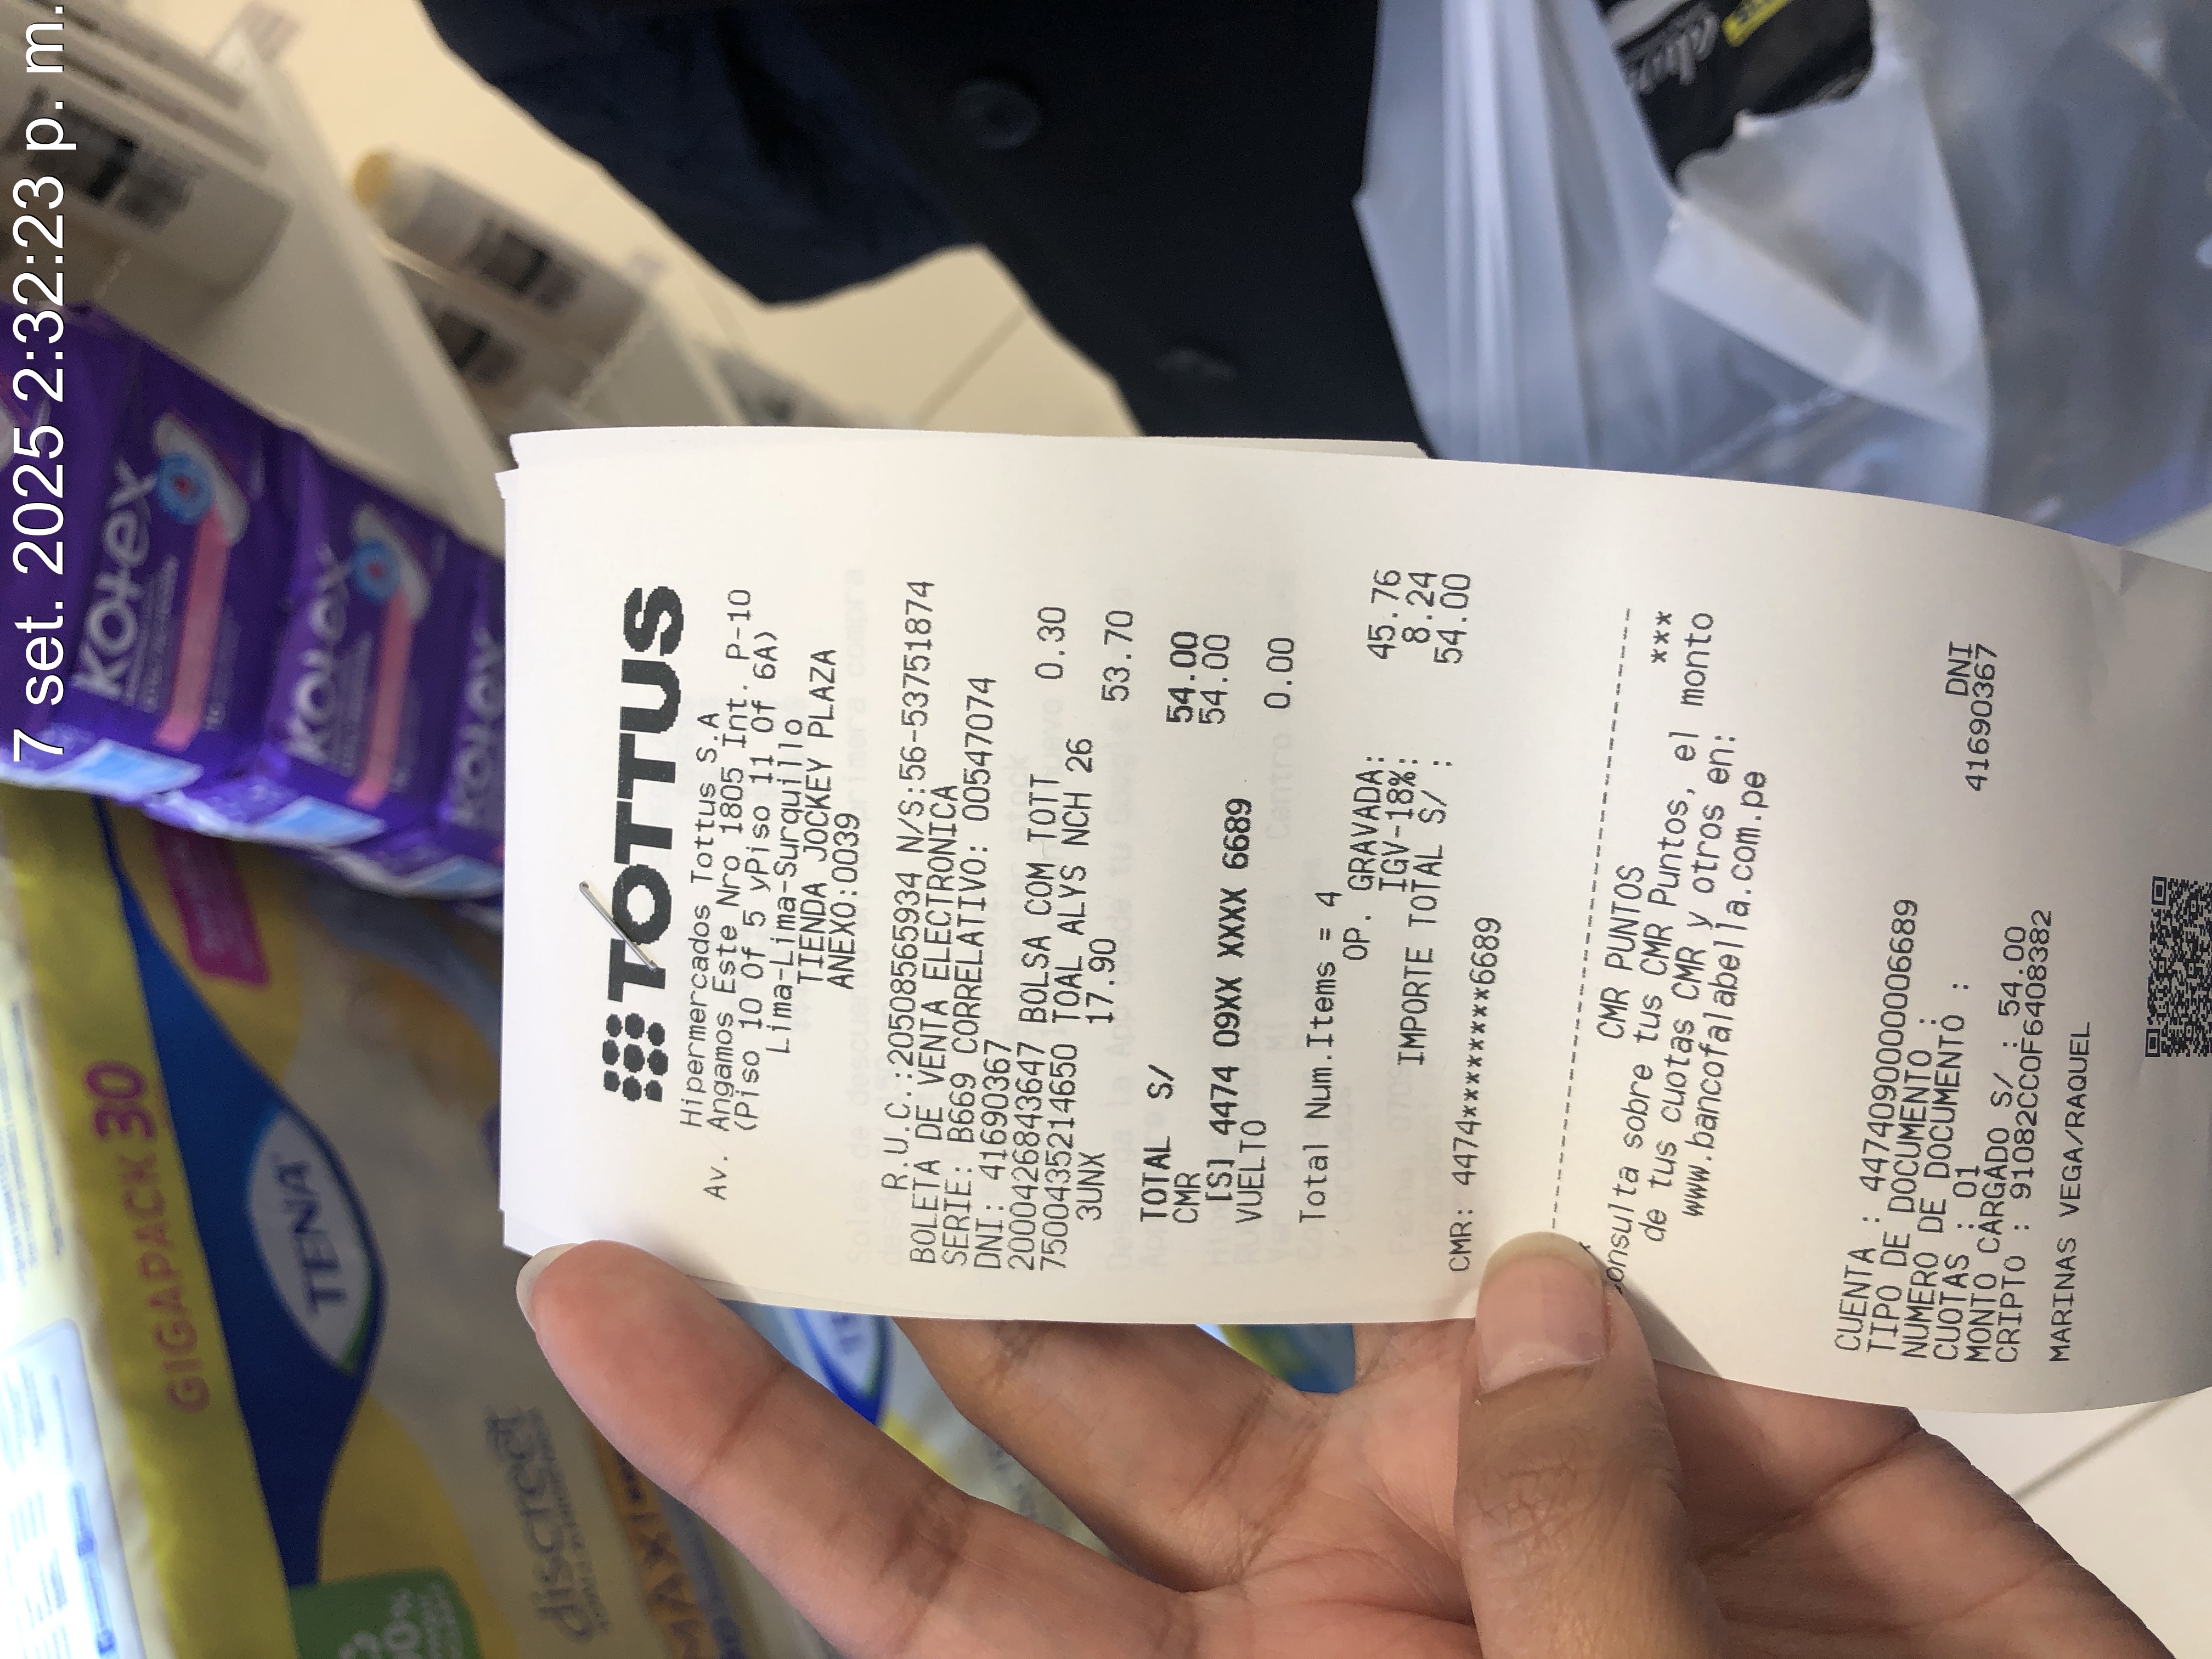 7 set. 2025 2:32:23 p. m.
GIGAPACK 30
TENA
discreet
MAXI
kotex
kotex
kotex
TOTTUS
Hipermercados Tottus S.A
Av. Angamos Este Nro 1805 Int. P-10
(Piso 10 Of 5 yPiso 11 Of 6A)
Lima-Lima-Surquillo
TIENDA JOCKEY PLAZA
ANEXO:0039
R.U.C.:20508565934 N/S:56-53751874
BOLETA DE VENTA ELECTRONICA
SERIE: B669 CORRELATIVO: 00547074
DNI: 41690367
2000426843647 BOLSA COM TOTT 0.30
7500435214650 TOAL ALYS NCH 26
3UNX 17.90 53.70
TOTAL S/ 54.00
CMR 54.00
[S] 4474 09XX XXXX 6689
VUELTO 0.00
Total Num.Items = 4
OP. GRAVADA: 45.76
IGV-18%: 8.24
IMPORTE TOTAL S/ : 54.00
CMR: 4474********6689
------------------------------------
CMR PUNTOS ***
onsulta sobre tus CMR Puntos, el monto
de tus cuotas CMR y otros en:
www.bancofalabella.com.pe
CUENTA : 4474090000006689
TIPO DE DOCUMENTO : DNI
NUMERO DE DOCUMENTO : 41690367
CUOTAS : 01
MONTO CARGADO S/ : 54.00
CRIPTO : 91082CC0F6408382
MARINAS VEGA/RAQUEL